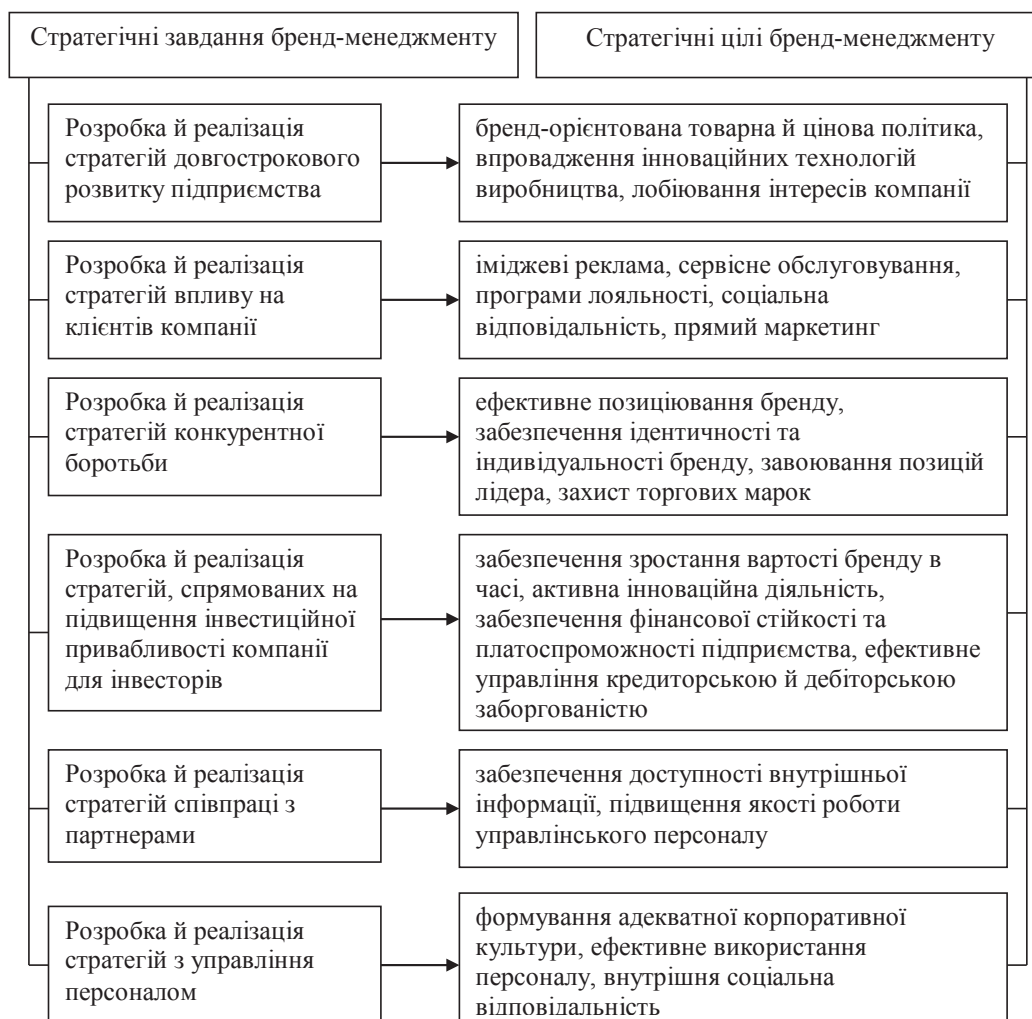 Стратегічні завдання бренд-менеджменту
Стратегічні цілі бренд-менеджменту
Розробка й реалізація
стратегій довгострокового
розвитку підприємства
бренд-орієнтована товарна й цінова політика,
впровадження інноваційних технологій
виробництва, лобіювання інтересів компанії
Розробка й реалізація
стратегій впливу на
клієнтів компанії
іміджеві реклама, сервісне обслуговування,
програми лояльності, соціальна
відповідальність, прямий маркетинг
Розробка й реалізація
стратегій конкурентної
боротьби
ефективне позиціювання бренду,
забезпечення ідентичності та
індивідуальності бренду, завоювання позицій
лідера, захист торгових марок
Розробка й реалізація
стратегій, спрямованих на
підвищення інвестиційної
привабливості компанії
для інвесторів
забезпечення зростання вартості бренду в
часі, активна інноваційна діяльність,
забезпечення фінансової стійкості та
платоспроможності підприємства, ефективне
управління кредиторською й дебіторською
заборгованістю
Розробка й реалізація
стратегій співпраці з
партнерами
забезпечення доступності внутрішньої
інформації, підвищення якості роботи
управлінського персоналу
Розробка й реалізація
стратегій з управління
персоналом
формування адекватної корпоративної
культури, ефективне використання
персоналу, внутрішня соціальна
відповідальність